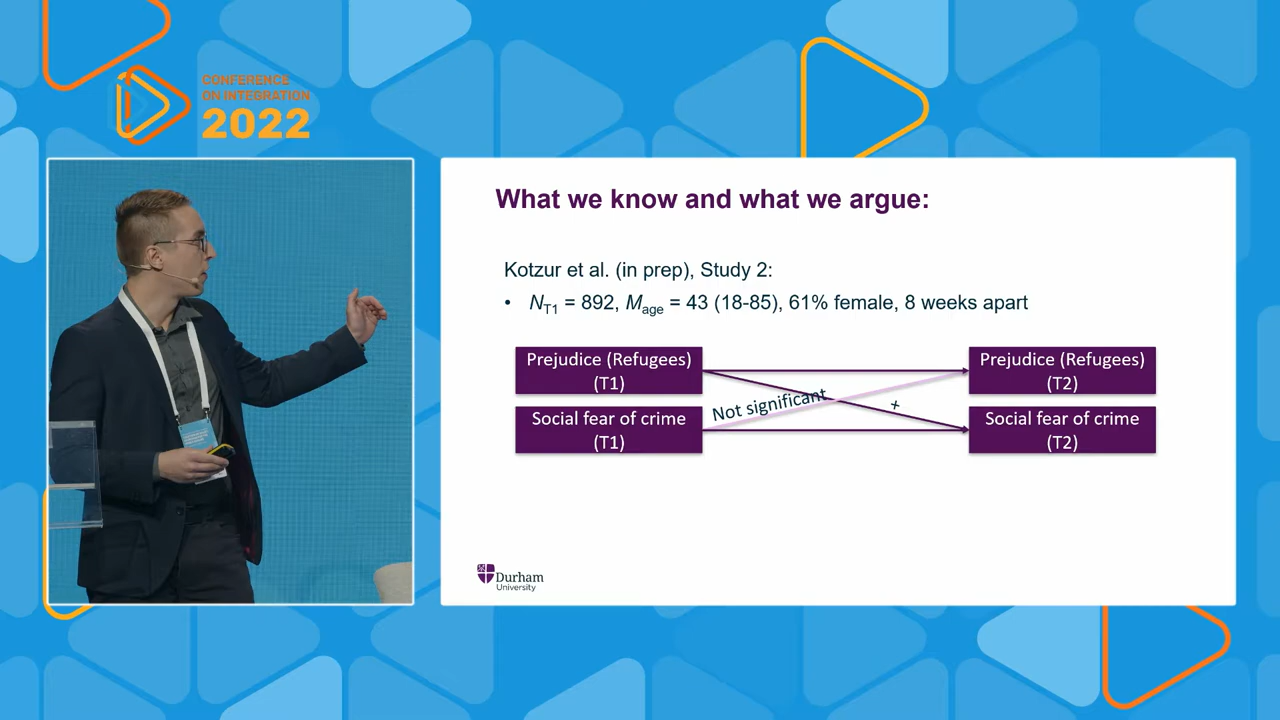 CONFERENCE
ON INTEGRATION
2022
What we know and what we argue:
Kotzur et al. (in prep), Study 2:
• N_T1 = 892, M_age = 43 (18-85), 61% female, 8 weeks apart
Prejudice (Refugees)
(T1)
Prejudice (Refugees)
(T2)
Not significant
+
Social fear of crime
(T1)
Social fear of crime
(T2)
Durham
University